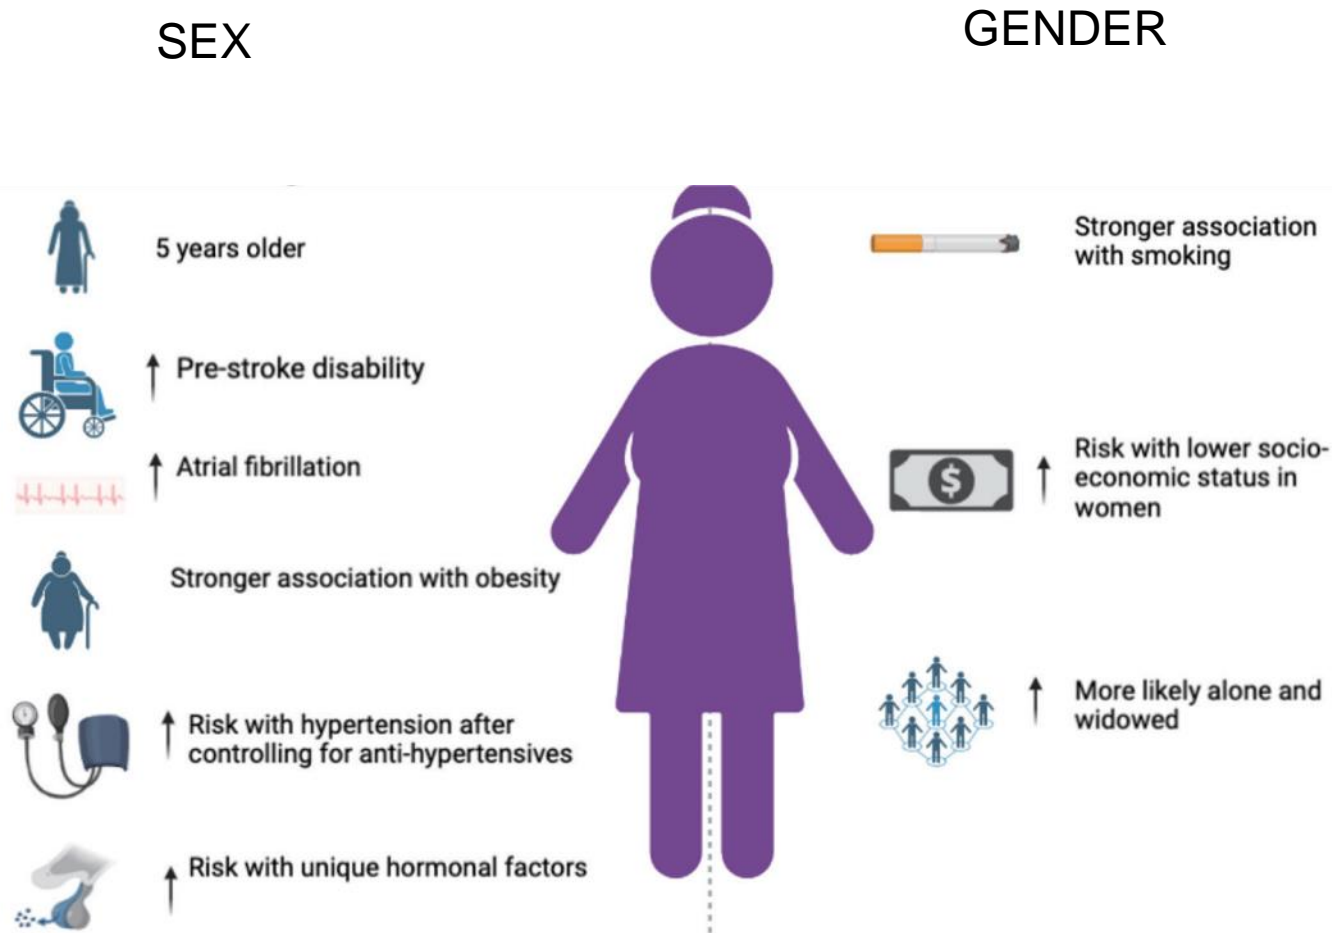 SEX
GENDER
5 years older
Pre-stroke disability
Atrial fibrillation
Stronger association with obesity
Risk with hypertension after
controlling for anti-hypertensives
Risk with unique hormonal factors
Stronger association
with smoking
$
Risk with lower socio-
economic status in
women
More likely alone and
widowed